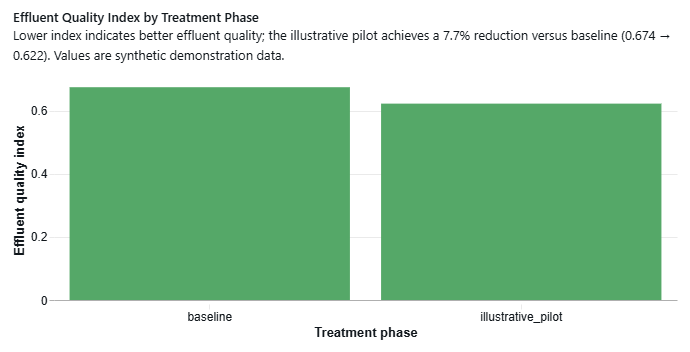 Effluent Quality Index by Treatment Phase
Lower index indicates better effluent quality; the illustrative pilot achieves a 7.7% reduction versus baseline (0.674 →
0.622). Values are synthetic demonstration data.
Effluent quality index
0.6
0.4
0.2
0
baseline
illustrative_pilot
Treatment phase